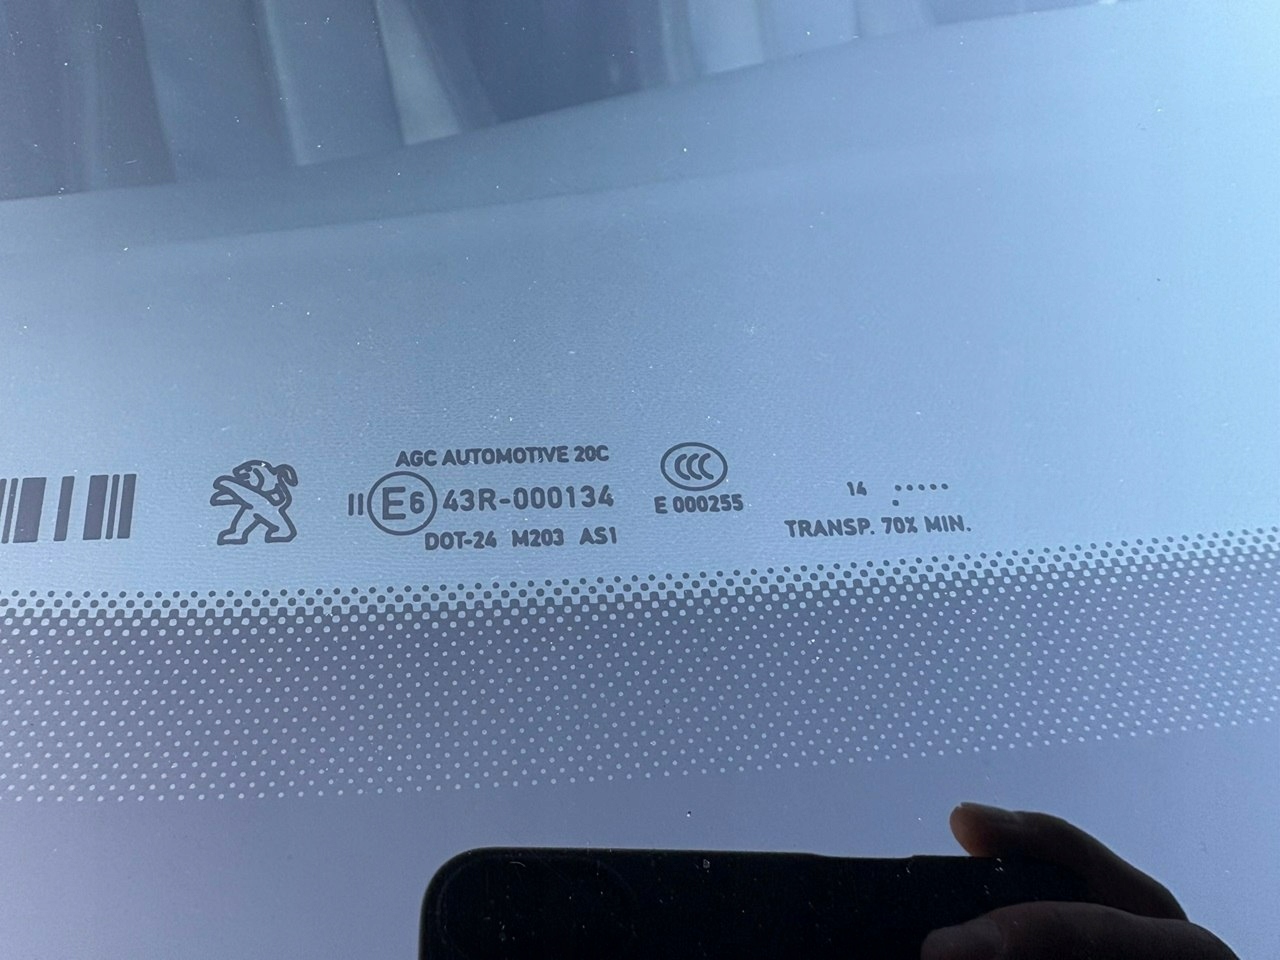 AGC AUTOMOTIVE 20C
II E6 43R-000134
DOT-24 M203 AS1
CCC
E 000255
14 ......
TRANSP. 70% MIN.